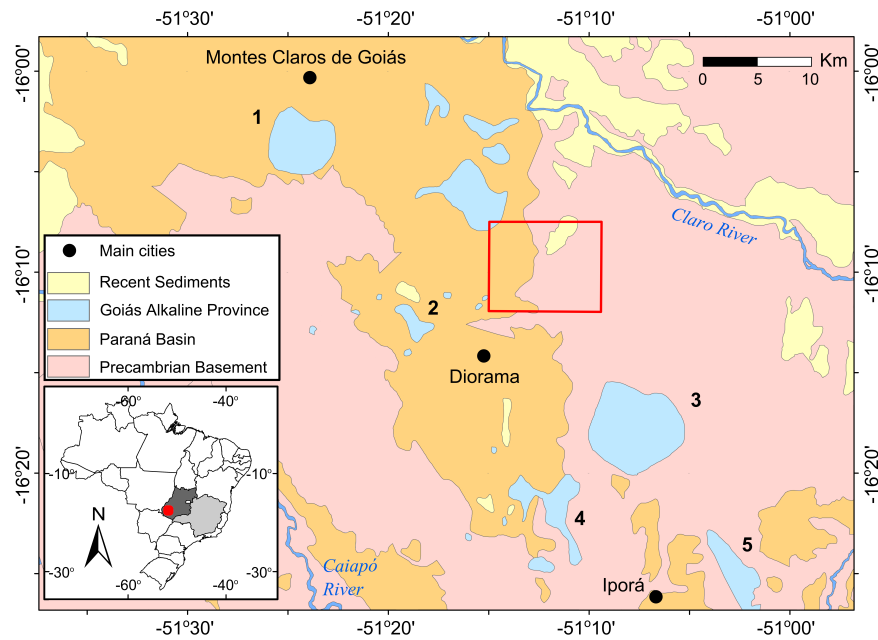 -51°30'
-51°20'
-51°10'
-51°00'
-16°00'
-16°00'
Km
0
5
10
Montes Claros de Goiás
1
Claro River
Main cities
Recent Sediments
Goiás Alkaline Province
Paraná Basin
Precambrian Basement
-16°10'
-16°10'
2
Diorama
3
-60°
-40°
-10°
-10°
N
-30°
-30°
-60°
-40°
-16°20'
-16°20'
4
5
Caiapó
River
Iporá
-51°30'
-51°20'
-51°10'
-51°00'